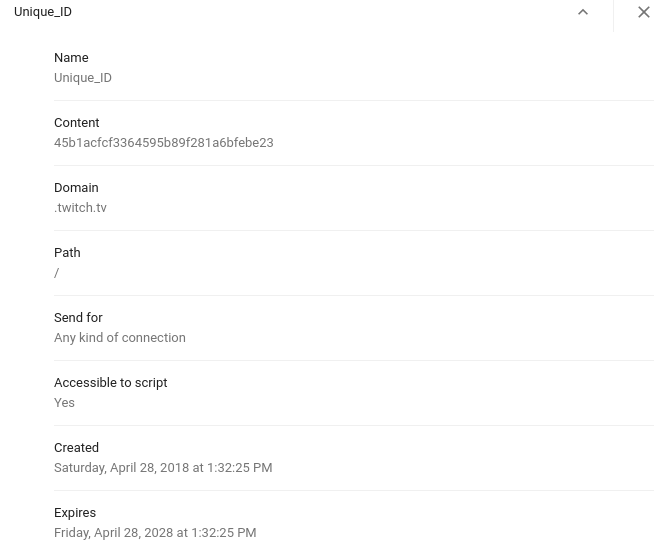 Unique_ID
Name
Unique_ID
Content
45b1acfcf3364595b89f281a6bfebe23
Domain
.twitch.tv
Path
/
Send for
Any kind of connection
Accessible to script
Yes
Created
Saturday, April 28, 2018 at 1:32:25 PM
Expires
Friday, April 28, 2028 at 1:32:25 PM